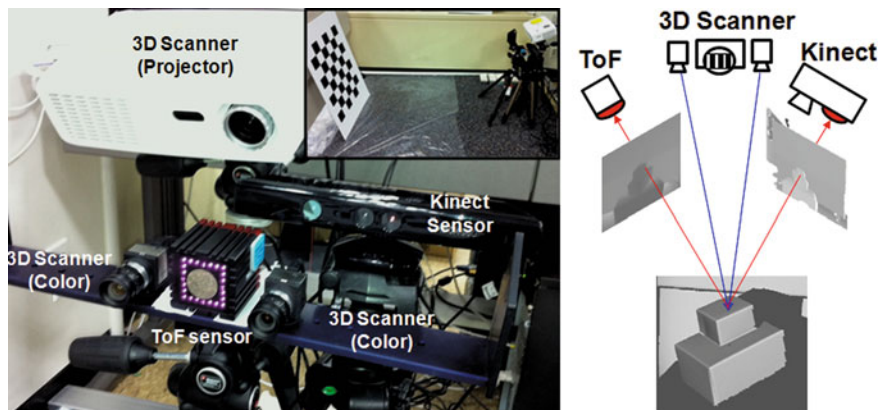 3D Scanner
(Projector)
Kinect
Sensor
3D Scanner
(Color)
ToF sensor
3D Scanner
(Color)
3D Scanner
ToF
Kinect